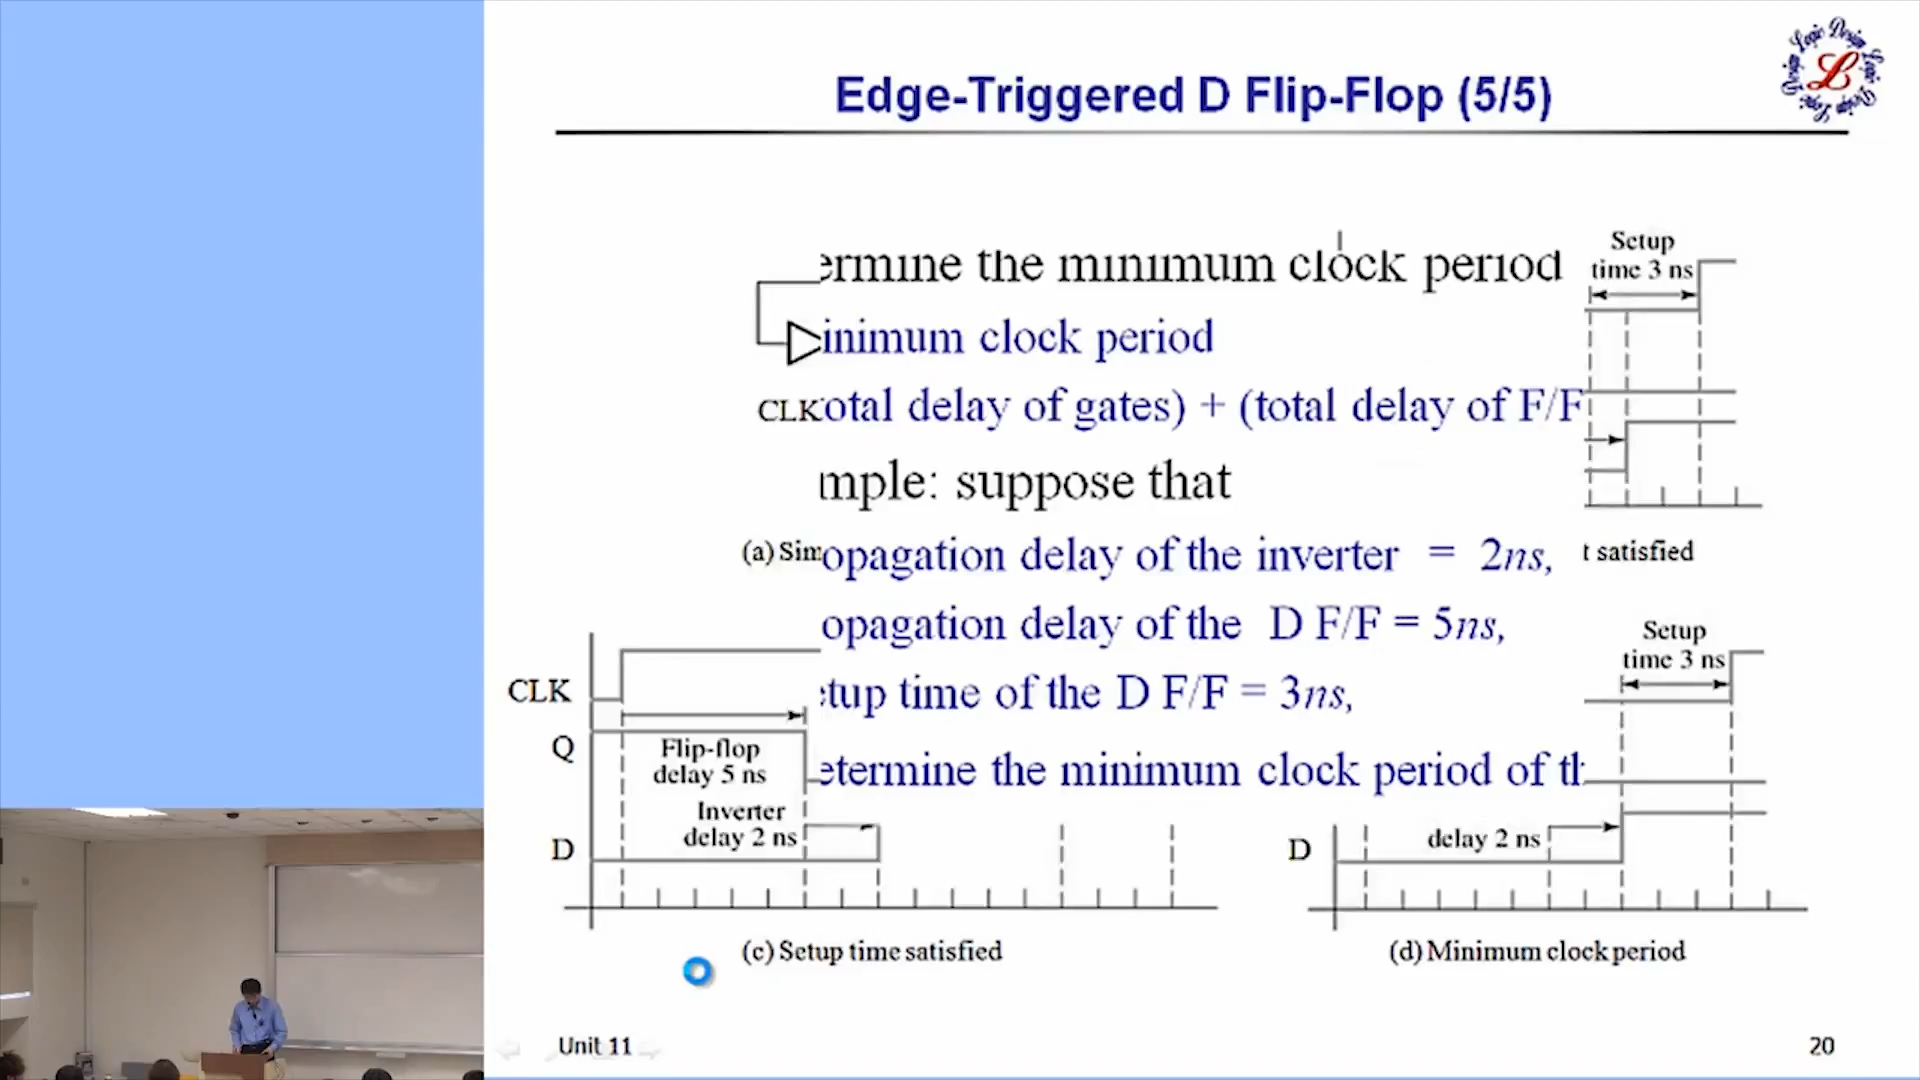 Edge-Triggered D Flip-Flop (5/5)
Logic Design
L
ermine the minimum clock period
inimum clock period
otal delay of gates) + (total delay of F/F
mple: suppose that
opagation delay of the inverter = 2ns,
opagation delay of the D F/F = 5ns,
tup time of the D F/F = 3ns,
etermine the minimum clock period of th
Setup
time 3 ns
CLK
(a) Sim
t satisfied
CLK
Q
Flip-flop
delay 5 ns
Inverter
delay 2 ns
D
(c) Setup time satisfied
Setup
time 3 ns
D
delay 2 ns
(d) Minimum clock period
Unit 11
20